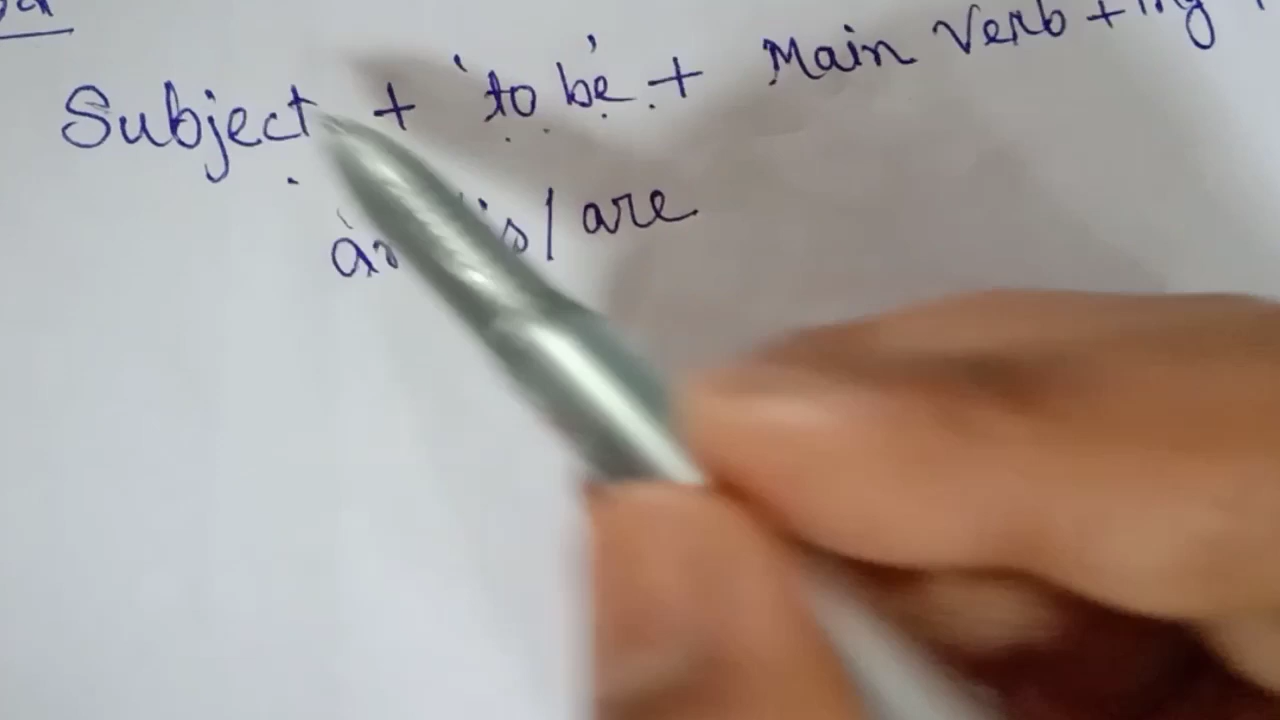 Subject + 'to be' + Main Verb + ing
is / are